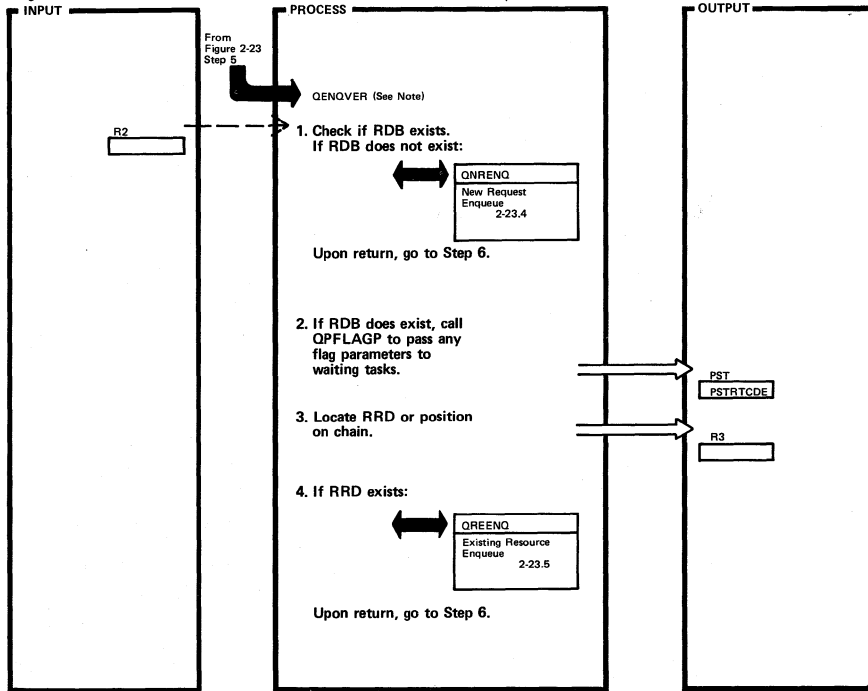 INPUT
PROCESS
OUTPUT
From
Figure 2-23
Step 5
QENQVER (See Note)
R2
1. Check if RDB exists.
If RDB does not exist:
QNRENQ
New Request
Enqueue
2-23.4
Upon return, go to Step 6.
2. If RDB does exist, call
QPFLAGP to pass any
flag parameters to
waiting tasks.
PST
PSTRTCDE
3. Locate RRD or position
on chain.
R3
4. If RRD exists:
QREENQ
Existing Resource
Enqueue
2-23.5
Upon return, go to Step 6.